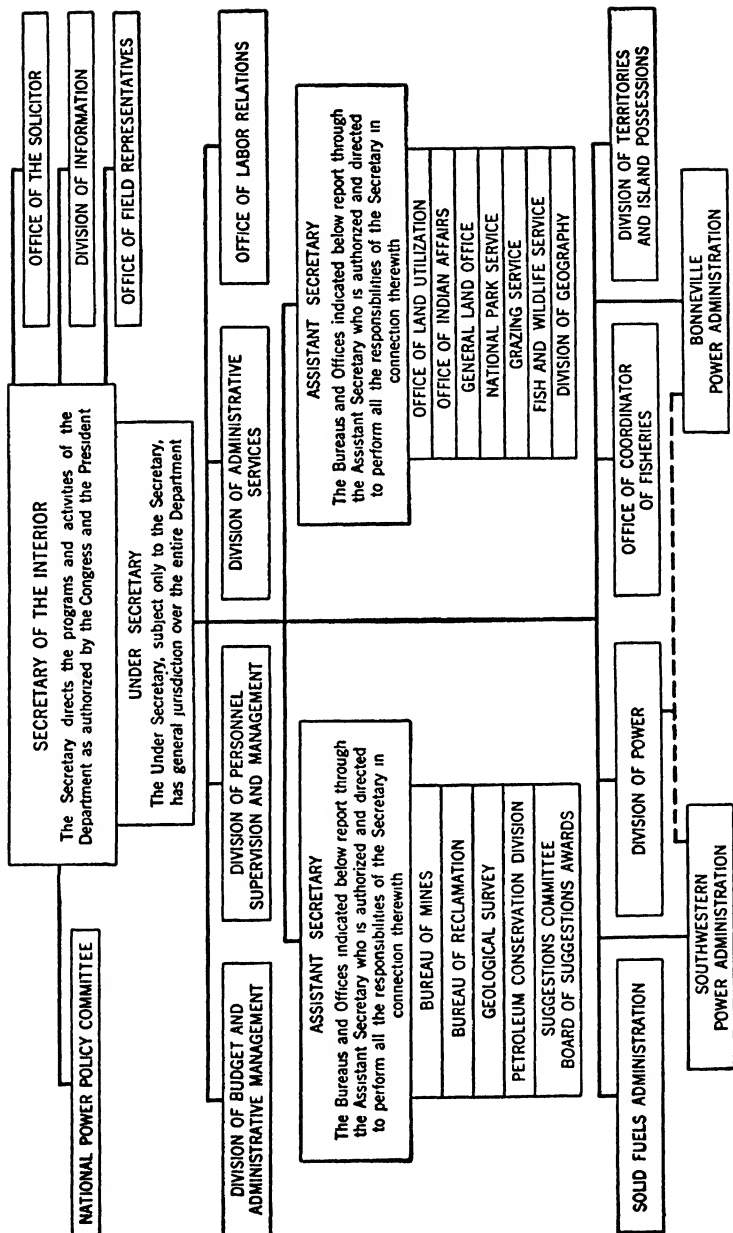 SECRETARY OF THE INTERIOR
The Secretary directs the programs and activities of the
Department as authorized by the Congress and the President
NATIONAL POWER POLICY COMMITTEE
OFFICE OF THE SOLICITOR
DIVISION OF INFORMATION
OFFICE OF FIELD REPRESENTATIVES
UNDER SECRETARY
The Under Secretary, subject only to the Secretary,
has general jurisdiction over the entire Department
DIVISION OF BUDGET AND
ADMINISTRATIVE MANAGEMENT
DIVISION OF PERSONNEL
SUPERVISION AND MANAGEMENT
DIVISION OF ADMINISTRATIVE
SERVICES
OFFICE OF LABOR RELATIONS
ASSISTANT SECRETARY
The Bureaus and Offices indicated below report through
the Assistant Secretary who is authorized and directed
to perform all the responsibilities of the Secretary in
connection therewith
BUREAU OF MINES
BUREAU OF RECLAMATION
GEOLOGICAL SURVEY
PETROLEUM CONSERVATION DIVISION
SUGGESTIONS COMMITTEE
BOARD OF SUGGESTIONS AWARDS
ASSISTANT SECRETARY
The Bureaus and Offices indicated below report through
the Assistant Secretary who is authorized and directed
to perform all the responsibilities of the Secretary in
connection therewith
OFFICE OF LAND UTILIZATION
OFFICE OF INDIAN AFFAIRS
GENERAL LAND OFFICE
NATIONAL PARK SERVICE
GRAZING SERVICE
FISH AND WILDLIFE SERVICE
DIVISION OF GEOGRAPHY
SOLID FUELS ADMINISTRATION
DIVISION OF POWER
OFFICE OF COORDINATOR
OF FISHERIES
DIVISION OF TERRITORIES
AND ISLAND POSSESSIONS
SOUTHWESTERN
POWER ADMINISTRATION
BONNEVILLE
POWER ADMINISTRATION